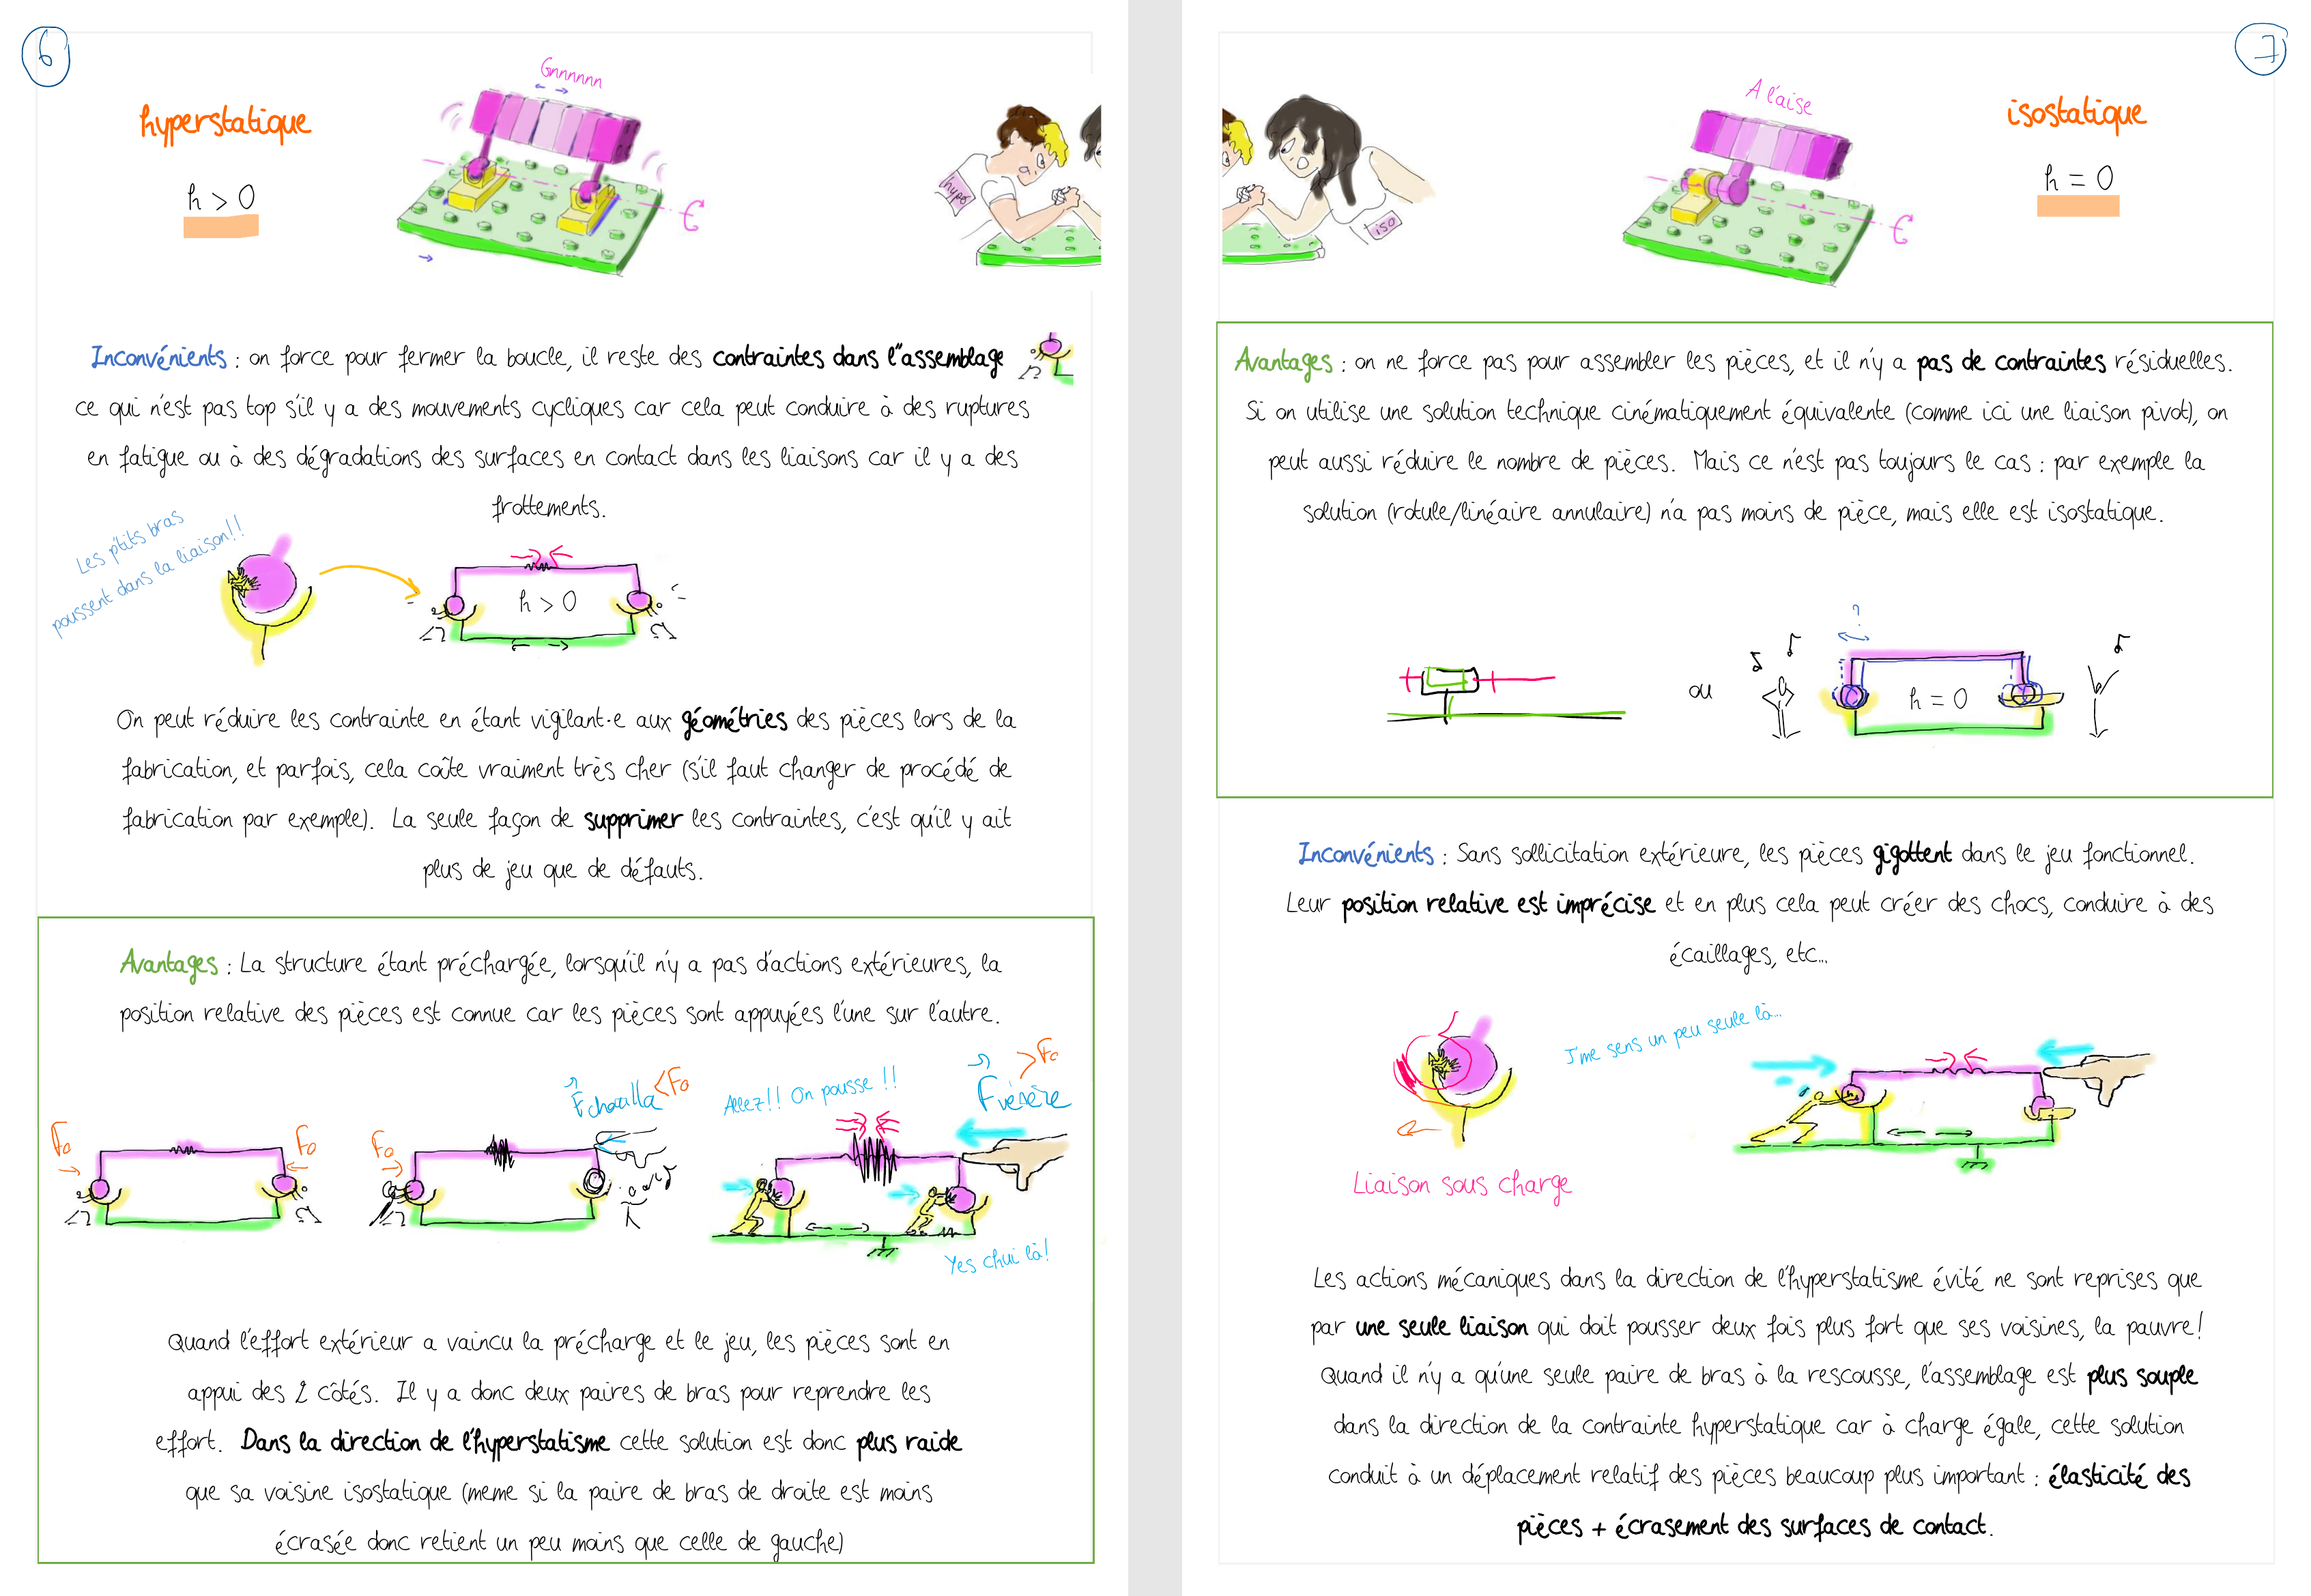 6
hyperstatique
h > 0
Gnnnnnn
hypo
Inconvénients : on force pour fermer la boucle, il reste des contraintes dans l'"assemblage
ce qui n'est pas top s'il y a des mouvements cycliques car cela peut conduire à des ruptures
en fatigue ou à des dégradations des surfaces en contact dans les liaisons car il y a des
frottements.
Les p'tits bras
poussent dans la liaison!!
h > 0
On peut réduire les contrainte en étant vigilant·e aux géométries des pièces lors de la
fabrication, et parfois, cela coûte vraiment très cher (s'il faut changer de procédé de
fabrication par exemple). La seule façon de supprimer les contraintes, c'est qu'il y ait
plus de jeu que de défauts.
Avantages : La structure étant préchargée, lorsqu'il n'y a pas d'actions extérieures, la
position relative des pièces est connue car les pièces sont appuyées l'une sur l'autre.
F0
F0
F0
Fchouilla < F0
Allez!! On pousse !!
Fvénère > F0
Yes chui là!
Quand l'effort extérieur a vaincu la précharge et le jeu, les pièces sont en
appui des 2 côtés. Il y a donc deux paires de bras pour reprendre les
effort. Dans la direction de l'hyperstatisme cette solution est donc plus raide
que sa voisine isostatique (meme si la paire de bras de droite est moins
écrasée donc retient un peu moins que celle de gauche)
7
iso
A l'aise
isostatique
h = 0
Avantages : on ne force pas pour assembler les pièces, et il n'y a pas de contraintes résiduelles.
Si on utilise une solution technique cinématiquement équivalente (comme ici une liaison pivot), on
peut aussi réduire le nombre de pièces. Mais ce n'est pas toujours le cas : par exemple la
solution (rotule/linéaire annulaire) n'a pas moins de pièce, mais elle est isostatique.
ou
?
h = 0
Inconvénients : Sans sollicitation extérieure, les pièces gigottent dans le jeu fonctionnel.
Leur position relative est imprécise et en plus cela peut créer des chocs, conduire à des
écaillages, etc...
J'me sens un peu seule là...
Liaison sous charge
Les actions mécaniques dans la direction de l'hyperstatisme évité ne sont reprises que
par une seule liaison qui doit pousser deux fois plus fort que ses voisines, la pauvre!
Quand il n'y a qu'une seule paire de bras à la rescousse, l'assemblage est plus souple
dans la direction de la contrainte hyperstatique car à charge égale, cette solution
conduit à un déplacement relatif des pièces beaucoup plus important : élasticité des
pièces + écrasement des surfaces de contact.